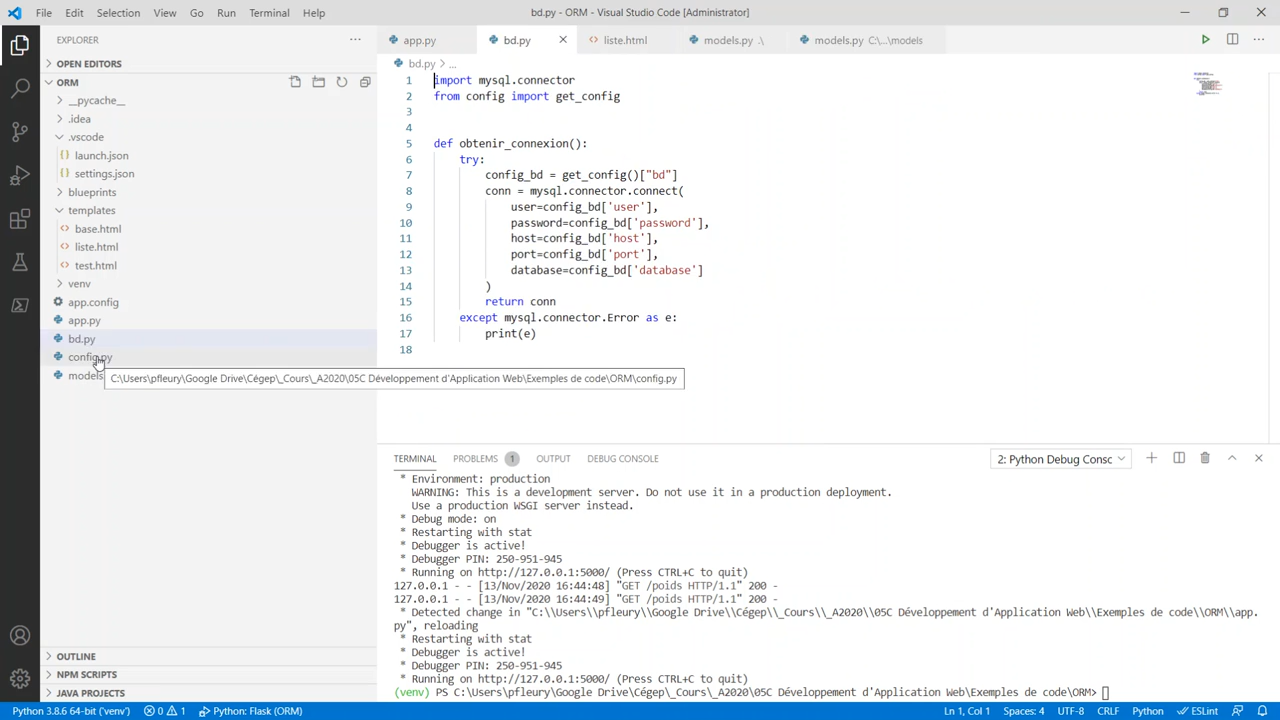 File Edit Selection View Go Run Terminal Help bd.py - ORM - Visual Studio Code [Administrator]
EXPLORER
OPEN EDITORS
ORM
__pycache__
.idea
.vscode
launch.json
settings.json
blueprints
templates
base.html
liste.html
test.html
venv
app.config
app.py
bd.py
config.py
models
C:\Users\pfleury\Google Drive\Cégep\_Cours\_A2020\05C Développement d'Application Web\Exemples de code\ORM\config.py
OUTLINE
NPM SCRIPTS
JAVA PROJECTS
app.py bd.py liste.html models.py .\ models.py C:\...\models
bd.py > ...
1 import mysql.connector
2 from config import get_config
3
4
5 def obtenir_connexion():
6 try:
7 config_bd = get_config()["bd"]
8 conn = mysql.connector.connect(
9 user=config_bd['user'],
10 password=config_bd['password'],
11 host=config_bd['host'],
12 port=config_bd['port'],
13 database=config_bd['database']
14 )
15 return conn
16 except mysql.connector.Error as e:
17 print(e)
18
TERMINAL PROBLEMS 1 OUTPUT DEBUG CONSOLE 2: Python Debug Consc
* Environment: production
WARNING: This is a development server. Do not use it in a production deployment.
Use a production WSGI server instead.
* Debug mode: on
* Restarting with stat
* Debugger is active!
* Debugger PIN: 250-951-945
* Running on http://127.0.0.1:5000/ (Press CTRL+C to quit)
127.0.0.1 - - [13/Nov/2020 16:44:48] "GET /poids HTTP/1.1" 200 -
127.0.0.1 - - [13/Nov/2020 16:44:49] "GET /poids HTTP/1.1" 200 -
* Detected change in "C:\\Users\\pfleury\\Google Drive\\Cégep\\_Cours\\_A2020\\05C Développement d'Application Web\\Exemples de code\\ORM\\app.
py", reloading
* Restarting with stat
* Debugger is active!
* Debugger PIN: 250-951-945
* Running on http://127.0.0.1:5000/ (Press CTRL+C to quit)
(venv) PS C:\Users\pfleury\Google Drive\Cégep\_Cours\_A2020\05C Développement d'Application Web\Exemples de code\ORM>
Python 3.8.6 64-bit ('venv') 0 1 Python: Flask (ORM) Ln 1, Col 1 Spaces: 4 UTF-8 CRLF Python ESLint